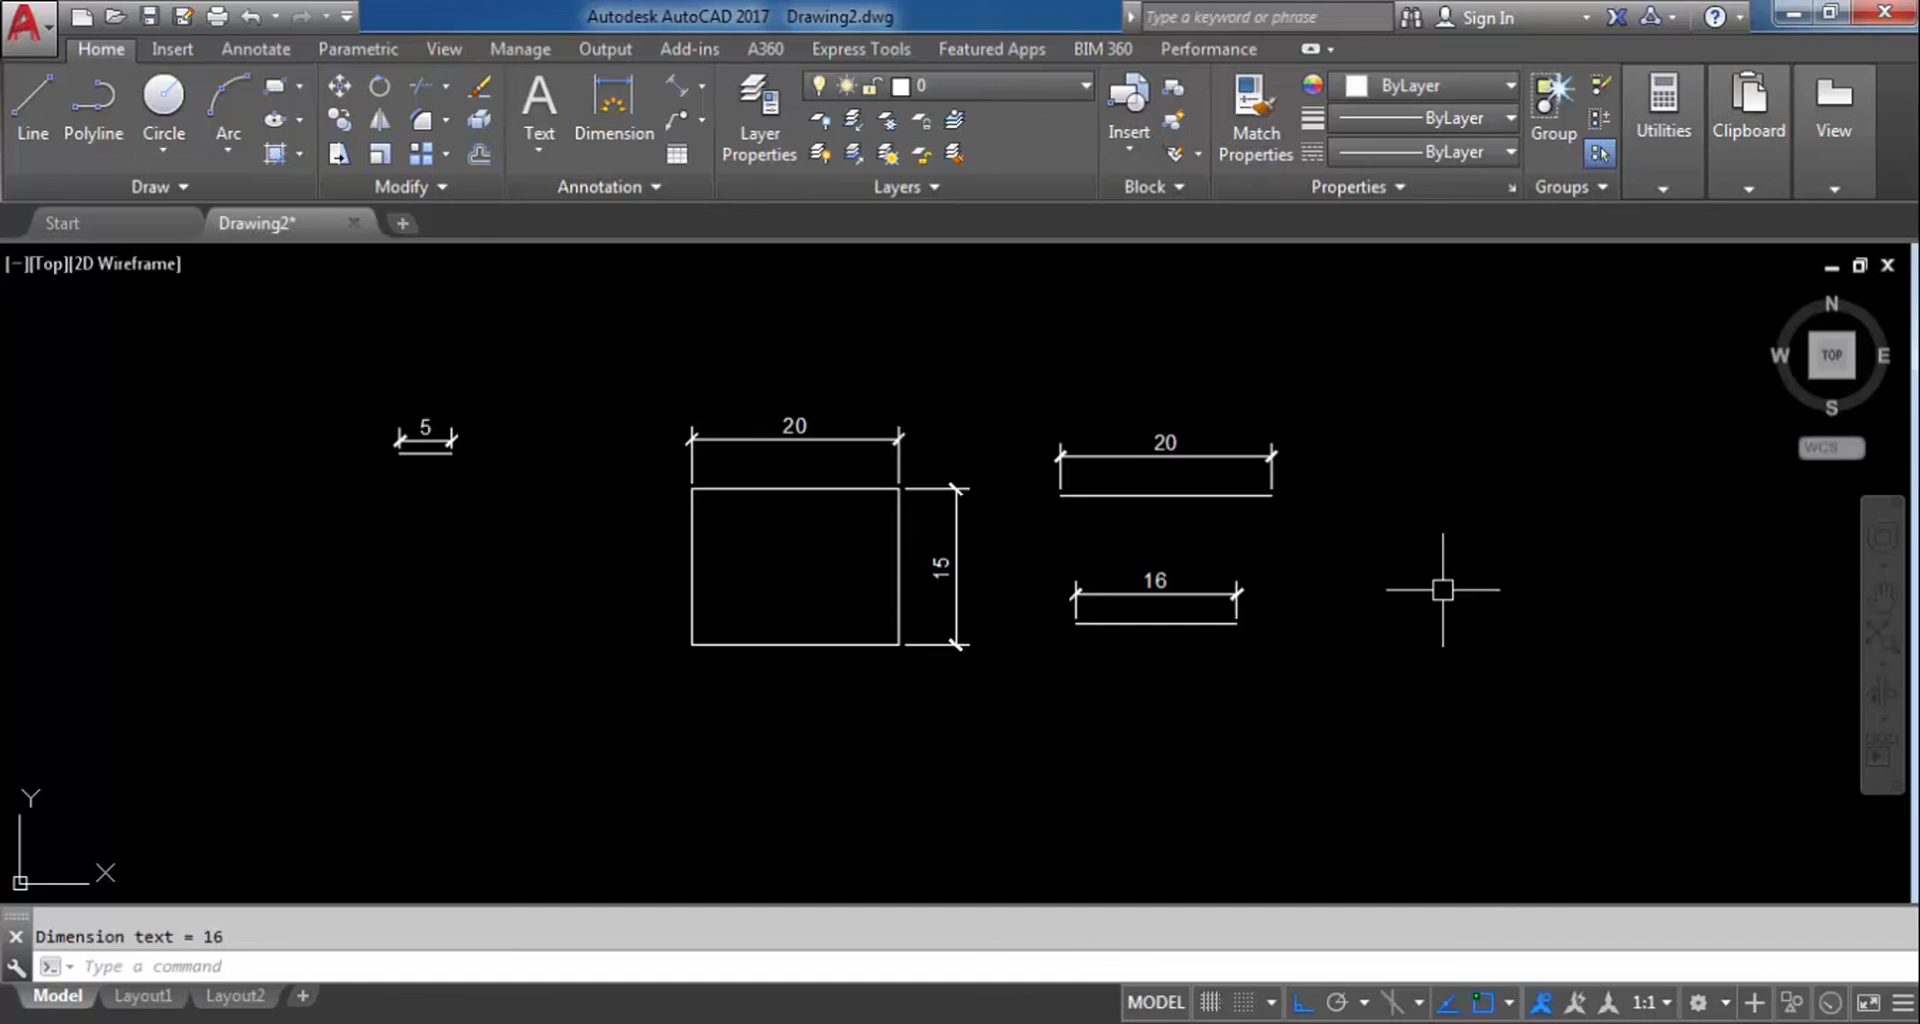 Autodesk AutoCAD 2017 Drawing2.dwg
Type a keyword or phrase
Sign In
Home Insert Annotate Parametric View Manage Output Add-ins A360 Express Tools Featured Apps BIM 360 Performance
0
ByLayer
ByLayer
ByLayer
Line Polyline Circle Arc
Text Dimension
Layer Properties
Insert
Match Properties
Group
Utilities Clipboard View
Draw Modify Annotation Layers Block Properties Groups
Start Drawing2*
[−][Top][2D Wireframe]
N
W TOP E
S
WCS
5
20
20
15
16
Y
X
Dimension text = 16
Type a command
Model Layout1 Layout2
MODEL 1:1